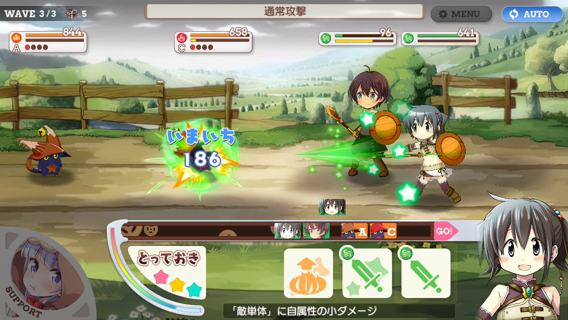 WAVE 3/3 5
通常攻撃
MENU
AUTO
844
A
658
C
96
641
いまいち
186
A C GO!
とっておき
SUPPORT
「敵単体」に自属性の小ダメージ